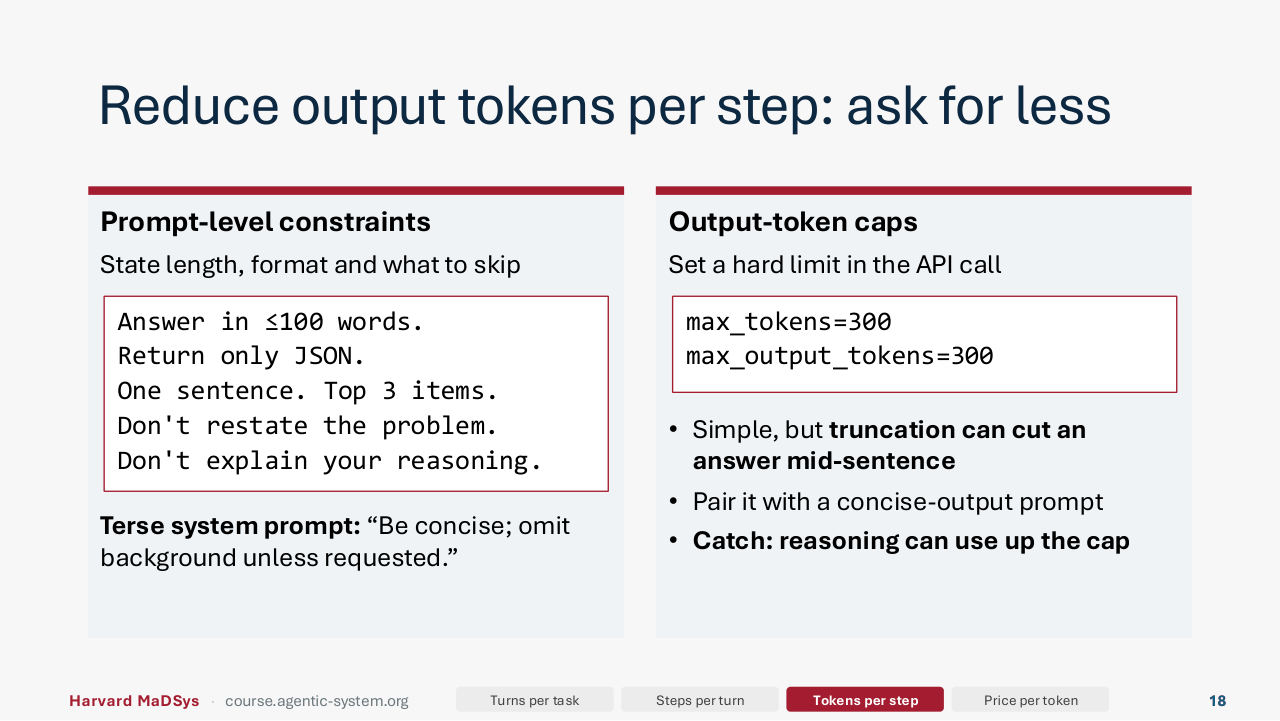 Reduce output tokens per step: ask for less
Prompt-level constraints
State length, format and what to skip
Answer in ≤100 words.
Return only JSON.
One sentence. Top 3 items.
Don't restate the problem.
Don't explain your reasoning.
Terse system prompt: “Be concise; omit
background unless requested.”
Output-token caps
Set a hard limit in the API call
max_tokens=300
max_output_tokens=300
• Simple, but truncation can cut an
answer mid-sentence
• Pair it with a concise-output prompt
• Catch: reasoning can use up the cap
Harvard MaDSys · course.agentic-system.org
Turns per task
Steps per turn
Tokens per step
Price per token
18